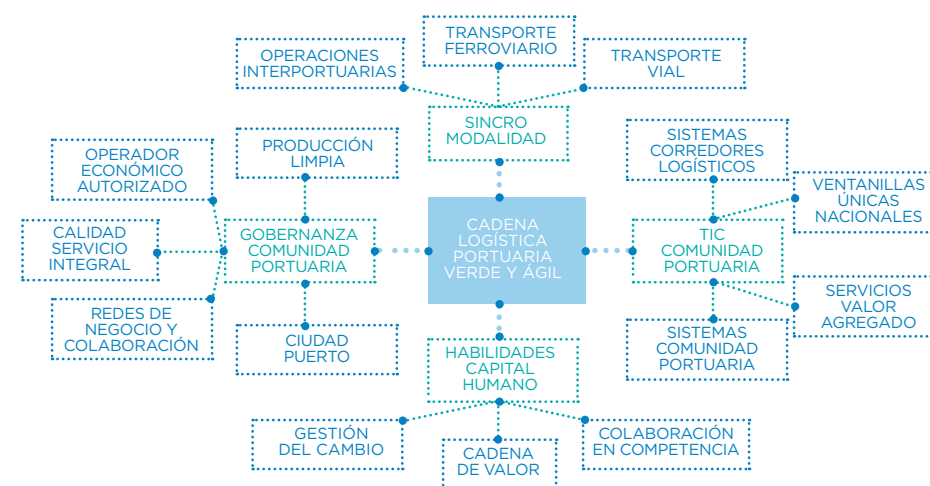 TRANSPORTE
FERROVIARIO
OPERACIONES
INTERPORTUARIAS
TRANSPORTE
VIAL
SINCRO
MODALIDAD
OPERADOR
ECONÓMICO
AUTORIZADO
PRODUCCIÓN
LIMPIA
SISTEMAS
CORREDORES
LOGÍSTICOS
VENTANILLAS
ÚNICAS
NACIONALES
CALIDAD
SERVICIO
INTEGRAL
GOBERNANZA
COMUNIDAD
PORTUARIA
CADENA
LOGÍSTICA
PORTUARIA
VERDE Y ÁGIL
TIC
COMUNIDAD
PORTUARIA
REDES DE
NEGOCIO Y
COLABORACIÓN
CIUDAD
PUERTO
SISTEMAS
COMUNIDAD
PORTUARIA
SERVICIOS
VALOR
AGREGADO
HABILIDADES
CAPITAL
HUMANO
GESTIÓN
DEL CAMBIO
CADENA
DE VALOR
COLABORACIÓN
EN COMPETENCIA